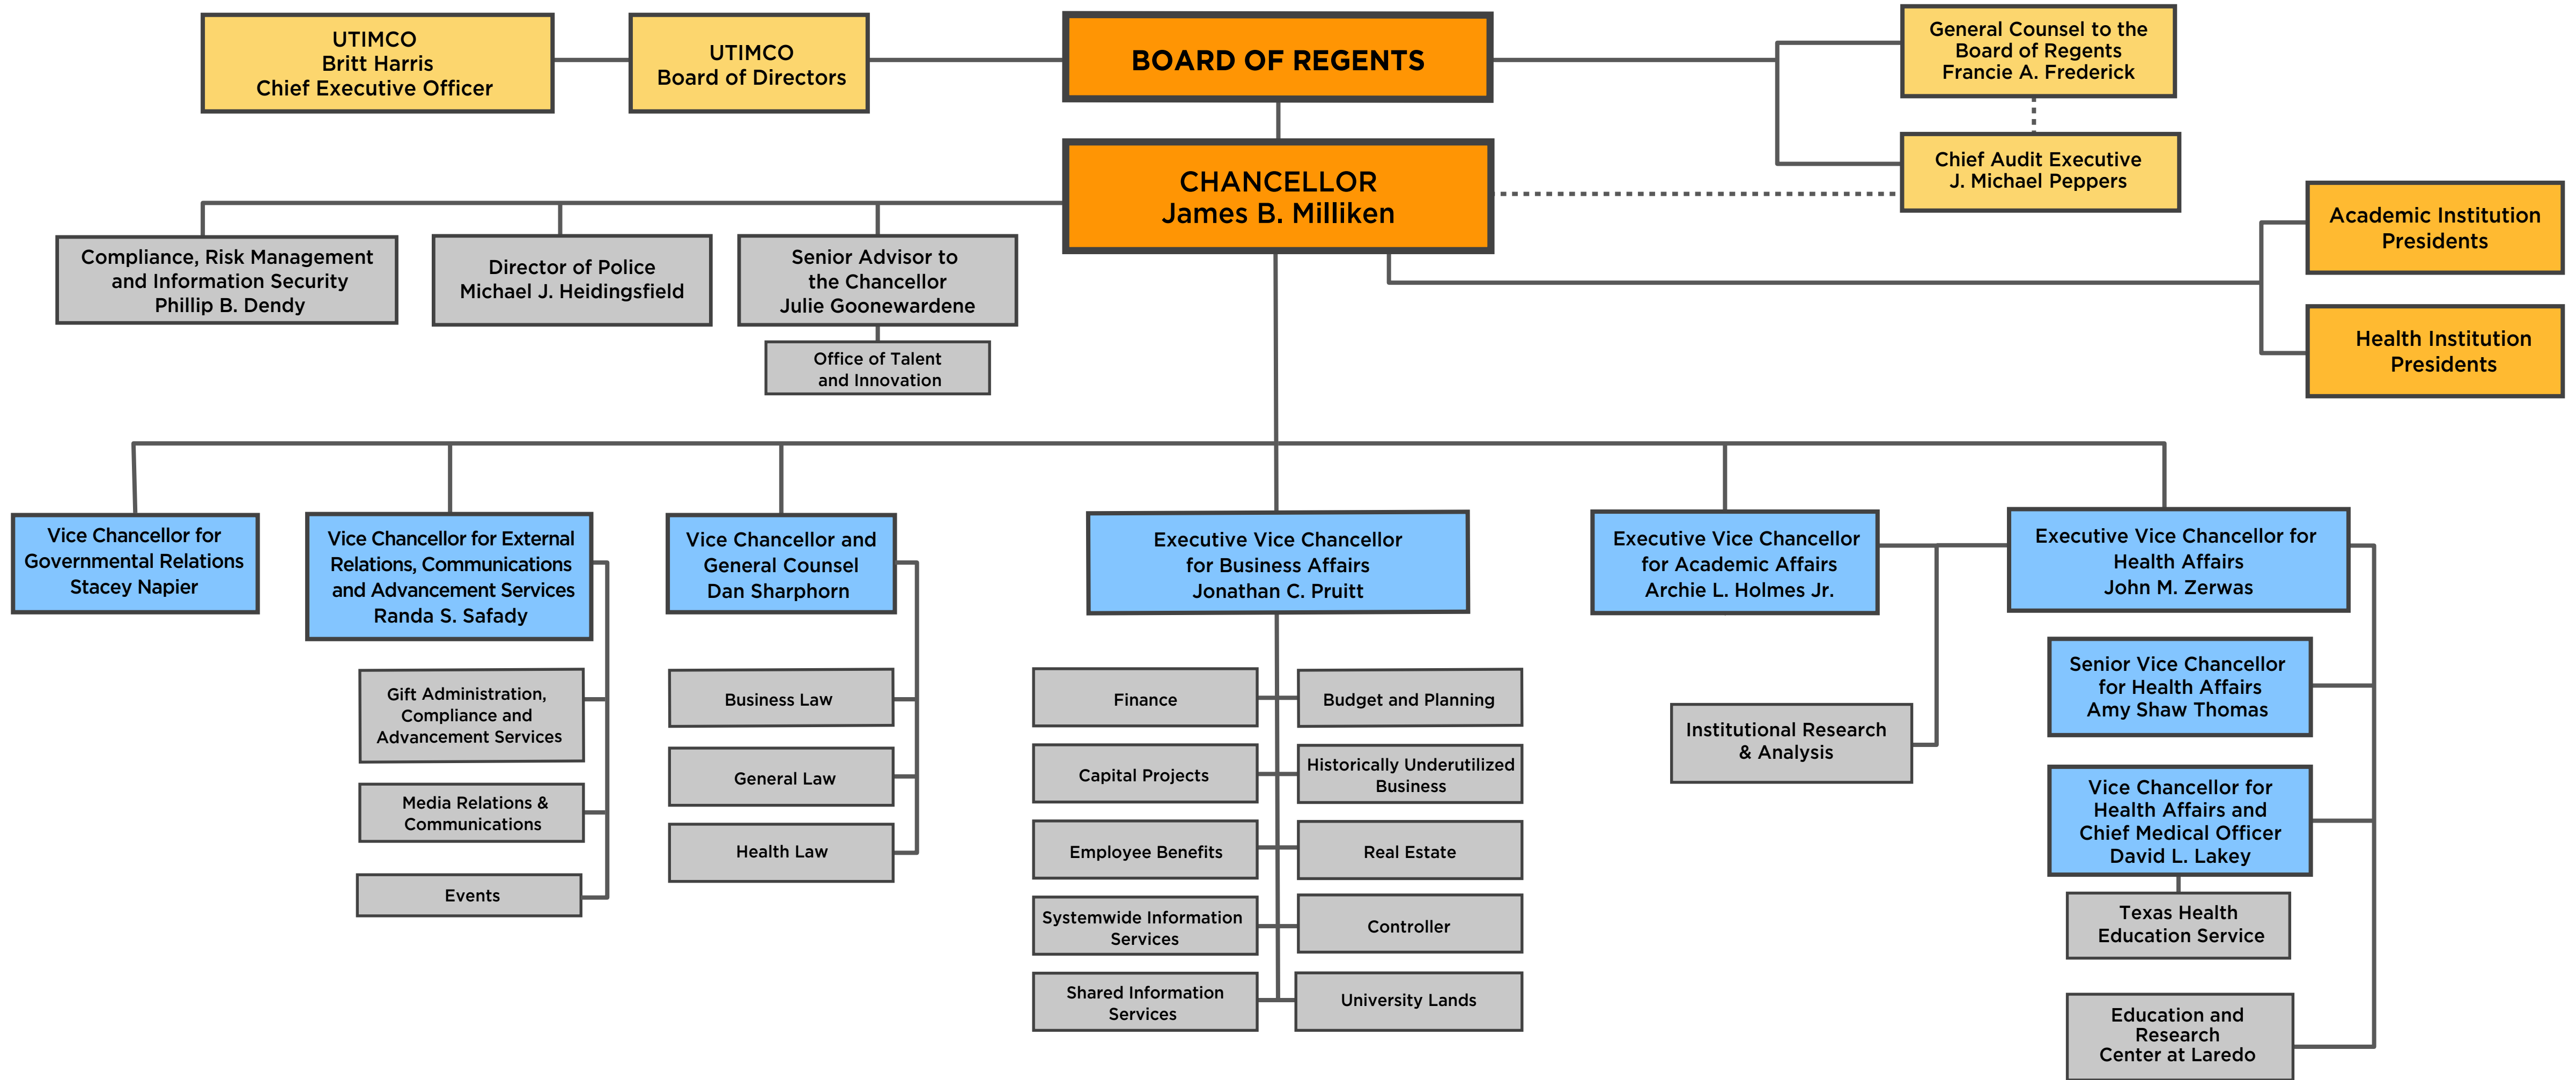 UTIMCO
Britt Harris
Chief Executive Officer
UTIMCO
Board of Directors
BOARD OF REGENTS
General Counsel to the
Board of Regents
Francie A. Frederick
CHANCELLOR
James B. Milliken
Chief Audit Executive
J. Michael Peppers
Academic Institution
Presidents
Health Institution
Presidents
Compliance, Risk Management
and Information Security
Phillip B. Dendy
Director of Police
Michael J. Heidingsfield
Senior Advisor to
the Chancellor
Julie Goonewardene
Office of Talent
and Innovation
Vice Chancellor for
Governmental Relations
Stacey Napier
Vice Chancellor for External
Relations, Communications
and Advancement Services
Randa S. Safady
Gift Administration,
Compliance and
Advancement Services
Media Relations &
Communications
Events
Vice Chancellor and
General Counsel
Dan Sharphorn
Business Law
General Law
Health Law
Executive Vice Chancellor
for Business Affairs
Jonathan C. Pruitt
Finance
Budget and Planning
Capital Projects
Historically Underutilized
Business
Employee Benefits
Real Estate
Systemwide Information
Services
Controller
Shared Information
Services
University Lands
Executive Vice Chancellor
for Academic Affairs
Archie L. Holmes Jr.
Institutional Research
& Analysis
Executive Vice Chancellor for
Health Affairs
John M. Zerwas
Senior Vice Chancellor
for Health Affairs
Amy Shaw Thomas
Vice Chancellor for
Health Affairs and
Chief Medical Officer
David L. Lakey
Texas Health
Education Service
Education and
Research
Center at Laredo